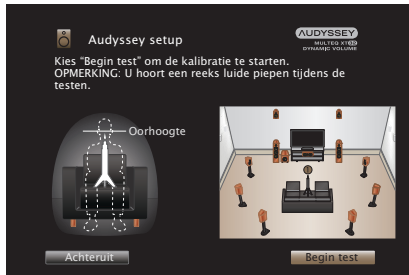 Audyssey setup
AUDYSSEY
MULTEQ XT32
DYNAMIC VOLUME
Kies “Begin test” om de kalibratie te starten.
OPMERKING: U hoort een reeks luide piepen tijdens de
testen.
Oorhoogte
Achteruit
Begin test